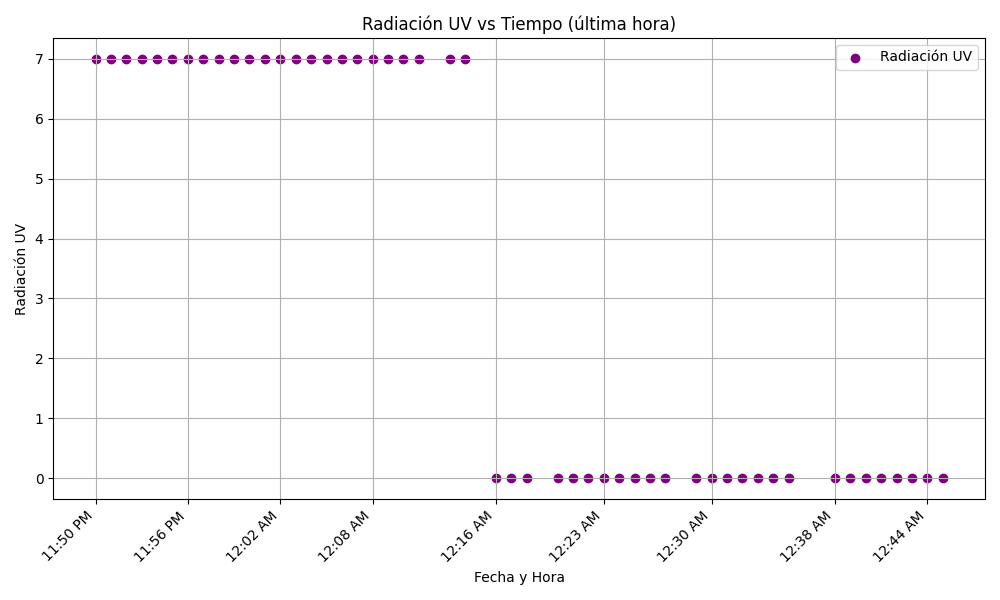 Radiación UV vs Tiempo (última hora)
Radiación UV
7
6
5
4
3
2
1
0
Radiación UV
11:50 PM
11:56 PM
12:02 AM
12:08 AM
12:16 AM
12:23 AM
12:30 AM
12:38 AM
12:44 AM
Fecha y Hora